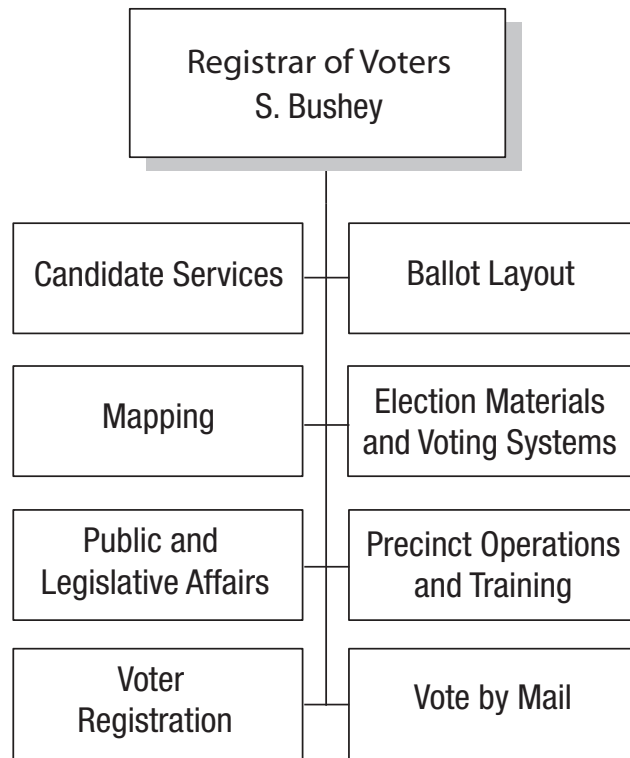 Registrar of Voters
S. Bushey
Candidate Services
Ballot Layout
Mapping
Election Materials
and Voting Systems
Public and
Legislative Affairs
Precinct Operations
and Training
Voter
Registration
Vote by Mail